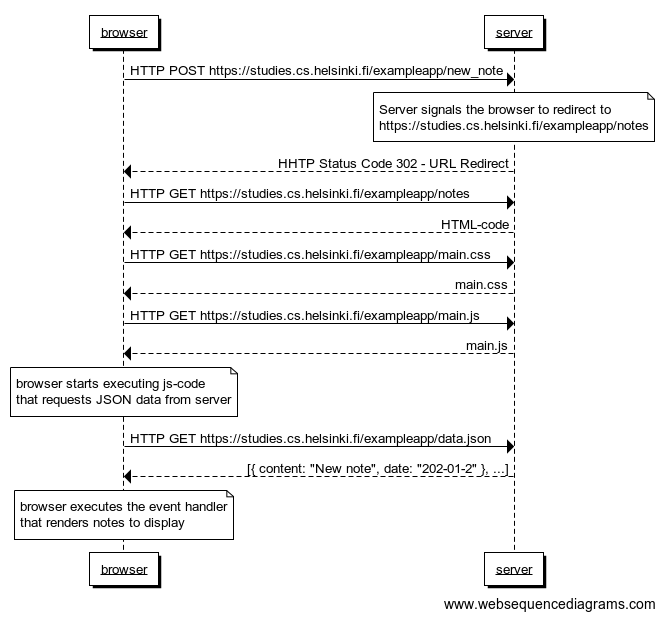 browser
server
HTTP POST https://studies.cs.helsinki.fi/exampleapp/new_note
Server signals the browser to redirect to
https://studies.cs.helsinki.fi/exampleapp/notes
HHTP Status Code 302 - URL Redirect
HTTP GET https://studies.cs.helsinki.fi/exampleapp/notes
HTML-code
HTTP GET https://studies.cs.helsinki.fi/exampleapp/main.css
main.css
HTTP GET https://studies.cs.helsinki.fi/exampleapp/main.js
main.js
browser starts executing js-code
that requests JSON data from server
HTTP GET https://studies.cs.helsinki.fi/exampleapp/data.json
[{ content: "New note", date: "202-01-2" }, ...]
browser executes the event handler
that renders notes to display
browser
server
www.websequencediagrams.com